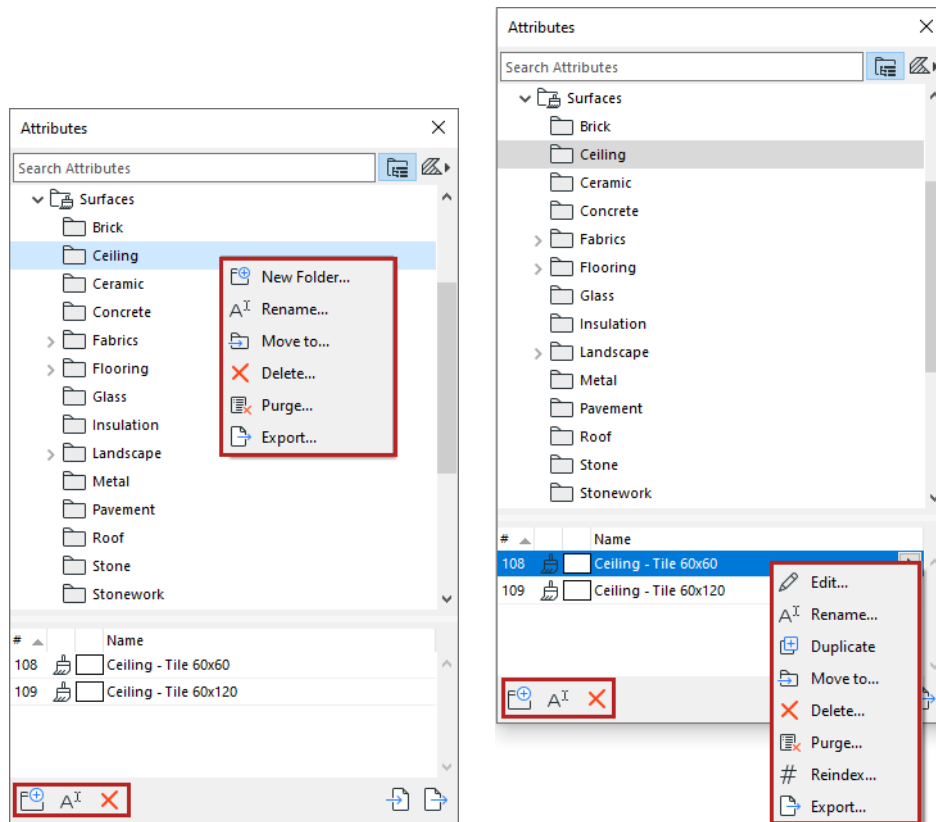 Attributes
Search Attributes
Surfaces
Brick
Ceiling
Ceramic
Concrete
Fabrics
Flooring
Glass
Insulation
Landscape
Metal
Pavement
Roof
Stone
Stonework
New Folder...
Rename...
Move to...
Delete...
Purge...
Export...
# Name
108 Ceiling - Tile 60x60
109 Ceiling - Tile 60x120
Attributes
Search Attributes
Surfaces
Brick
Ceiling
Ceramic
Concrete
Fabrics
Flooring
Glass
Insulation
Landscape
Metal
Pavement
Roof
Stone
Stonework
# Name
108 Ceiling - Tile 60x60
109 Ceiling - Tile 60x120
Edit...
Rename...
Duplicate
Move to...
Delete...
Purge...
Reindex...
Export...